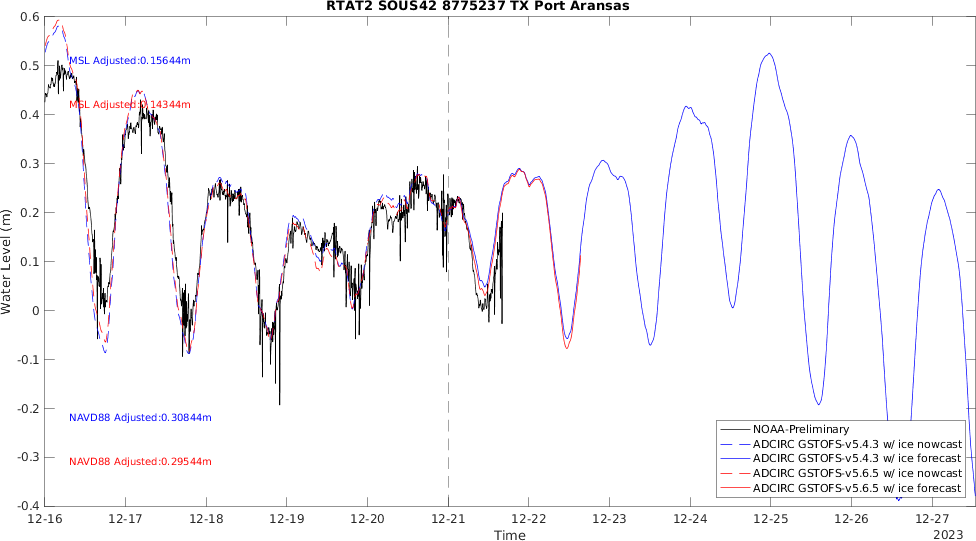 RTAT2 SOUS42 8775237 TX Port Aransas
Water Level (m)
0.6
0.5
0.4
0.3
0.2
0.1
0
-0.1
-0.2
-0.3
-0.4
MSL Adjusted:0.15644m
MSL Adjusted:0.14344m
NAVD88 Adjusted:0.30844m
NAVD88 Adjusted:0.29544m
NOAA-Preliminary
ADCIRC GSTOFS-v5.4.3 w/ ice nowcast
ADCIRC GSTOFS-v5.4.3 w/ ice forecast
ADCIRC GSTOFS-v5.6.5 w/ ice nowcast
ADCIRC GSTOFS-v5.6.5 w/ ice forecast
12-16 12-17 12-18 12-19 12-20 12-21 12-22 12-23 12-24 12-25 12-26 12-27
2023
Time